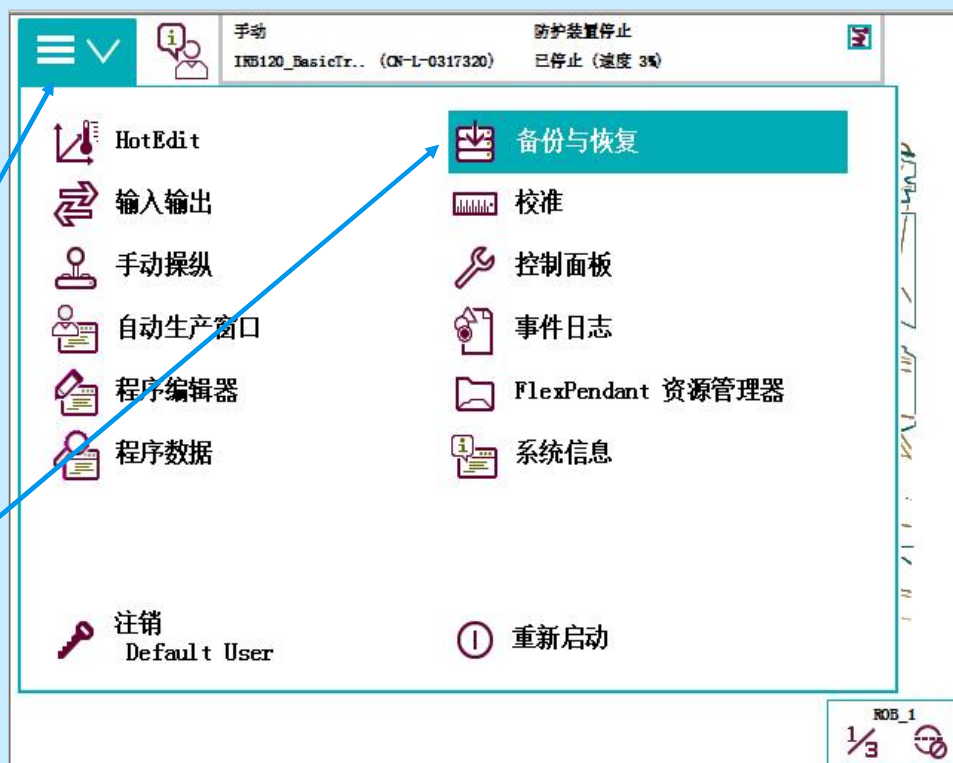 手动
防护装置停止
IRB120_BasicTr.. (CN-L-0317320)
已停止 (速度 3%)
HotEdit
备份与恢复
输入输出
校准
手动操纵
控制面板
自动生产窗口
事件日志
程序编辑器
FlexPendant 资源管理器
程序数据
系统信息
注销
Default User
重新启动
ROB_1
1/3